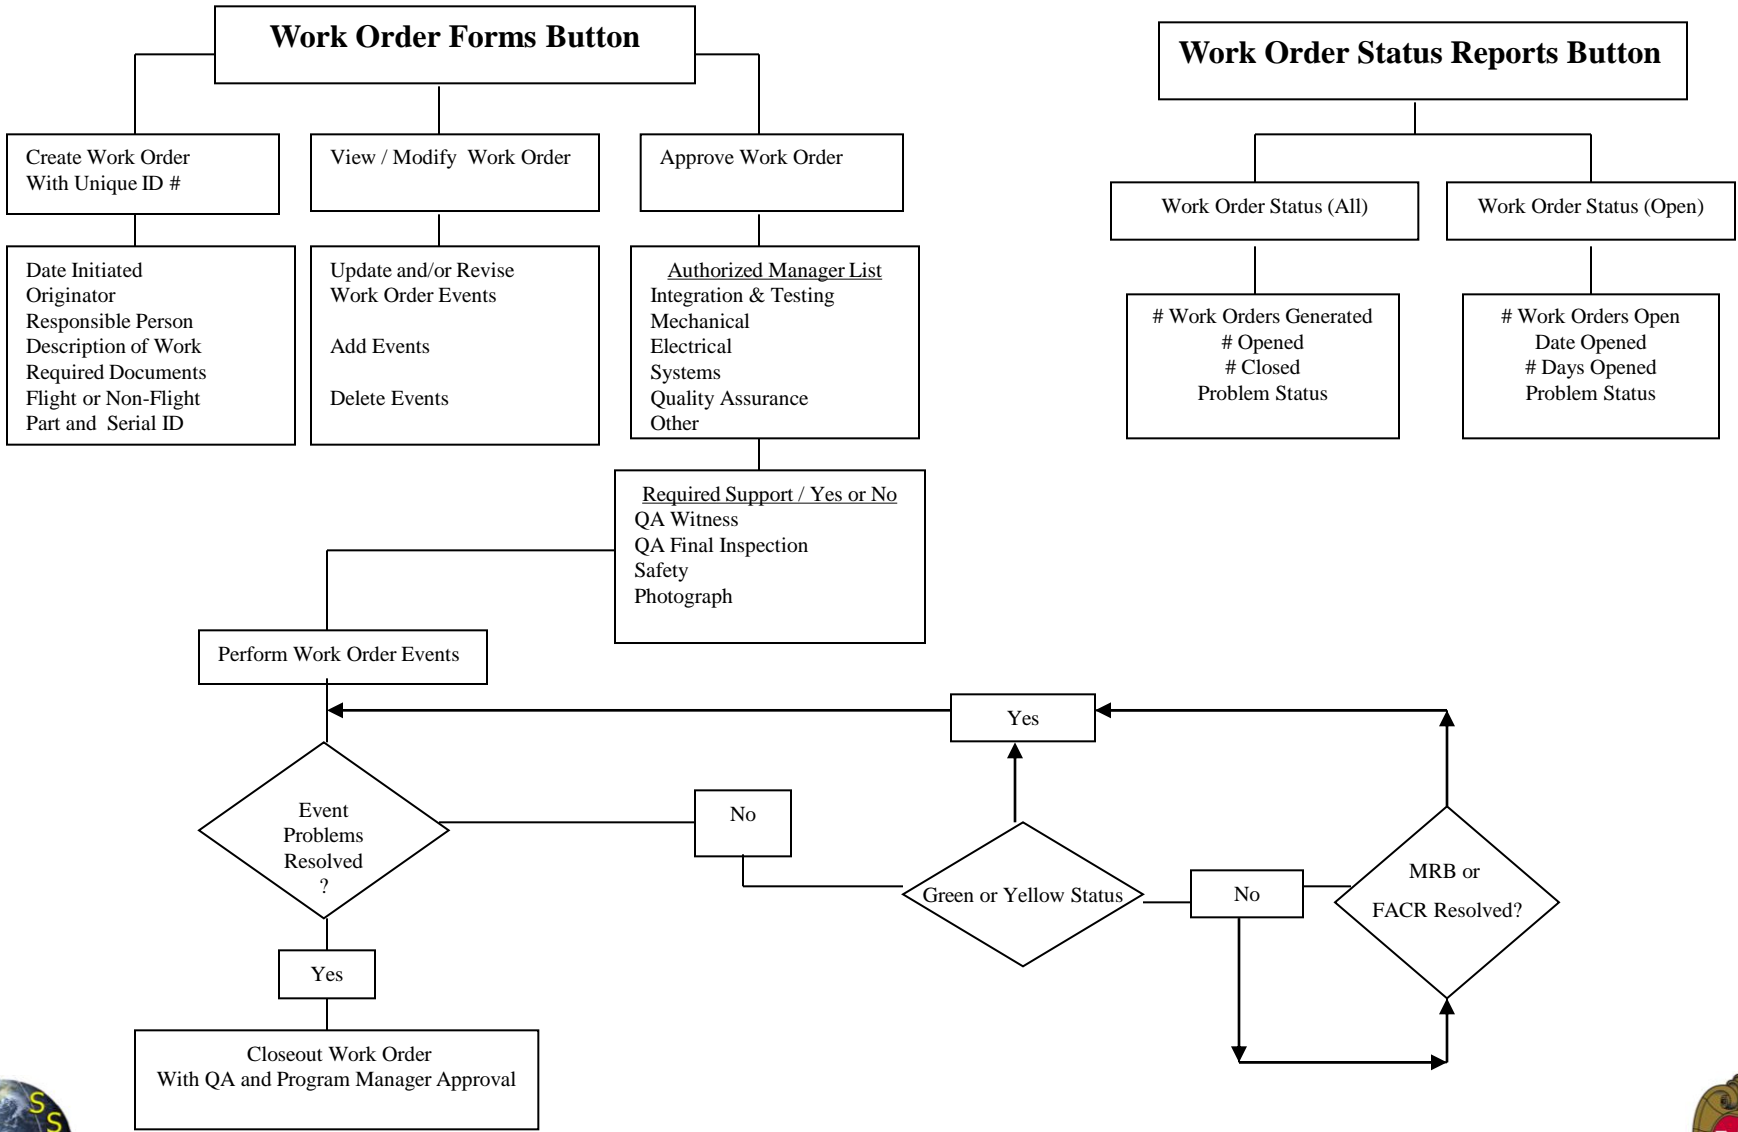 Work Order Forms Button
Create Work Order
With Unique ID #
View / Modify Work Order
Approve Work Order
Date Initiated
Originator
Responsible Person
Description of Work
Required Documents
Flight or Non-Flight
Part and Serial ID
Update and/or Revise
Work Order Events
Add Events
Delete Events
Authorized Manager List
Integration & Testing
Mechanical
Electrical
Systems
Quality Assurance
Other
Required Support / Yes or No
QA Witness
QA Final Inspection
Safety
Photograph
Work Order Status Reports Button
Work Order Status (All)
Work Order Status (Open)
# Work Orders Generated
# Opened
# Closed
Problem Status
# Work Orders Open
Date Opened
# Days Opened
Problem Status
Perform Work Order Events
Yes
Event
Problems
Resolved
?
No
Green or Yellow Status
No
MRB or
FACR Resolved?
Yes
Closeout Work Order
With QA and Program Manager Approval
SS